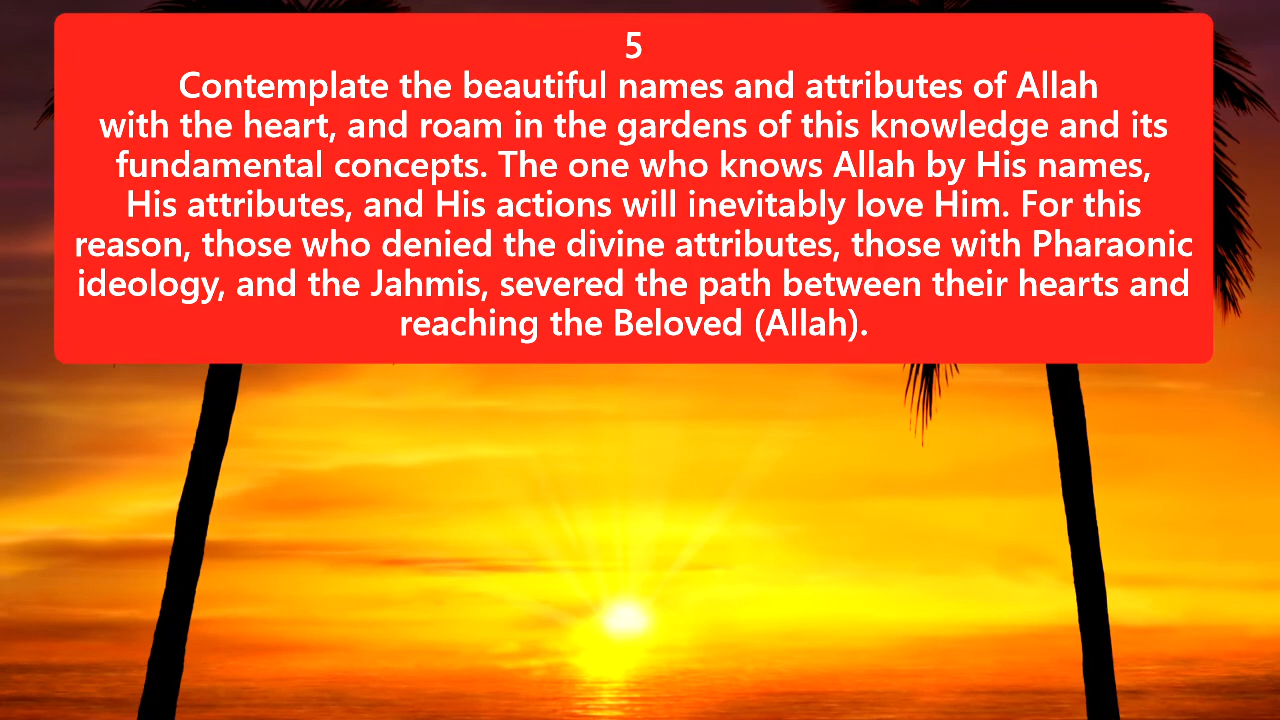 5
Contemplate the beautiful names and attributes of Allah
with the heart, and roam in the gardens of this knowledge and its
fundamental concepts. The one who knows Allah by His names,
His attributes, and His actions will inevitably love Him. For this
reason, those who denied the divine attributes, those with Pharaonic
ideology, and the Jahmis, severed the path between their hearts and
reaching the Beloved (Allah).